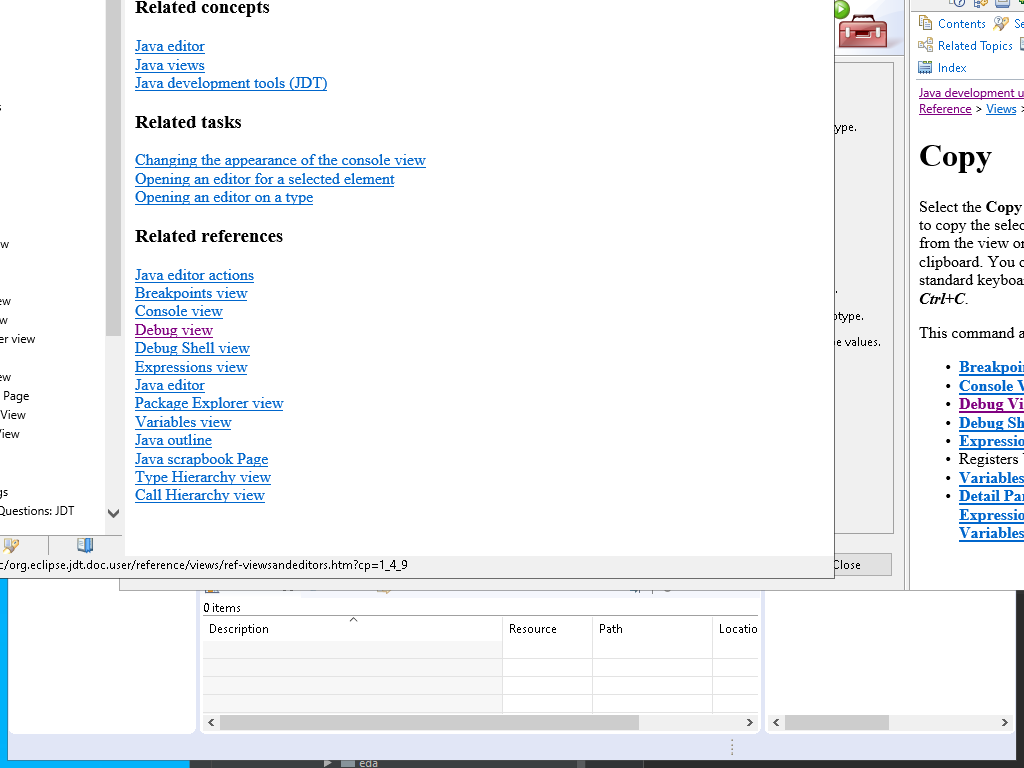 Related concepts
Java editor
Java views
Java development tools (JDT)
Related tasks
Changing the appearance of the console view
Opening an editor for a selected element
Opening an editor on a type
Related references
Java editor actions
Breakpoints view
Console view
Debug view
Debug Shell view
Expressions view
Java editor
Package Explorer view
Variables view
Java outline
Java scrapbook Page
Type Hierarchy view
Call Hierarchy view
er view
Page
View
Questions: JDT
c/org.eclipse.jdt.doc.user/reference/views/ref-viewsandeditors.htm?cp=1_4_9
ype.
otype.
e values.
Close
Contents
Se
Related Topics
Index
Java development u
Reference > Views >
Copy
Select the Copy
to copy the selec
from the view or
clipboard. You c
standard keyboar
Ctrl+C.
This command a
• Breakpoi
• Console V
• Debug Vi
• Debug Sh
• Expressio
• Registers
• Variables
• Detail Pa
Expressio
Variables
0 items
Description
Resource
Path
Locatio
eda